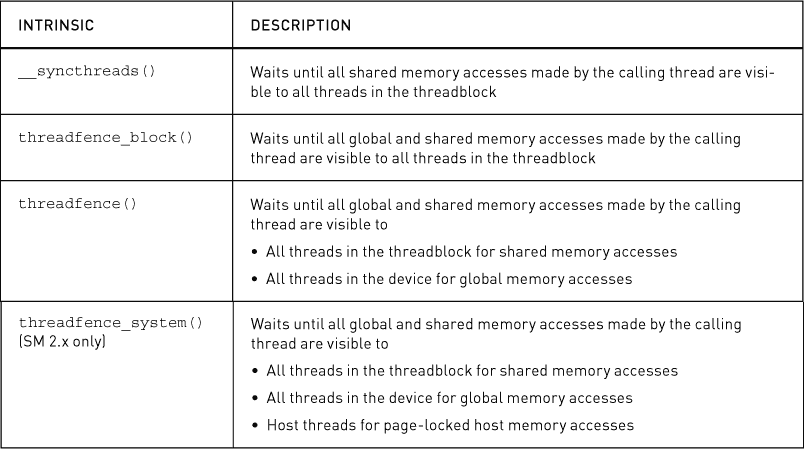 INTRINSIC DESCRIPTION
__syncthreads() Waits until all shared memory accesses made by the calling thread are visi-
ble to all threads in the threadblock
threadfence_block() Waits until all global and shared memory accesses made by the calling
thread are visible to all threads in the threadblock
threadfence() Waits until all global and shared memory accesses made by the calling
thread are visible to
• All threads in the threadblock for shared memory accesses
• All threads in the device for global memory accesses
threadfence_system() Waits until all global and shared memory accesses made by the calling
(SM 2.x only) thread are visible to
• All threads in the threadblock for shared memory accesses
• All threads in the device for global memory accesses
• Host threads for page-locked host memory accesses